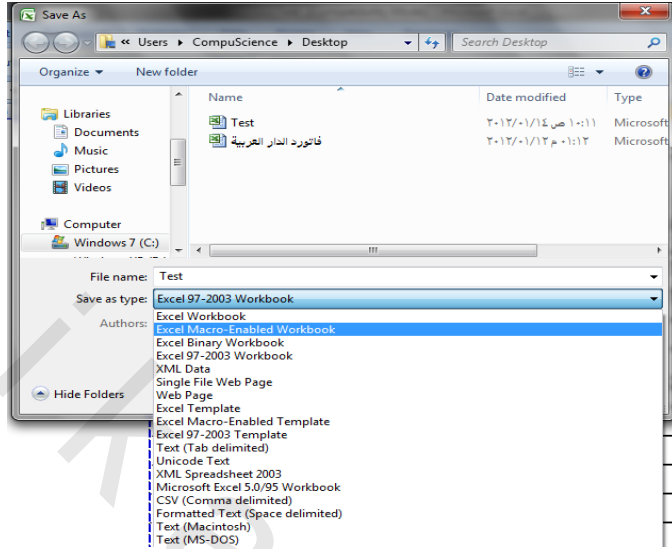 Save As
Users ▸ CompuScience ▸ Desktop
Search Desktop
Organize New folder
Name Date modified Type
Libraries
Documents
Music
Pictures
Videos
Computer
Windows 7 (C:)
Test ١٠:١١ ص Microsoft
فاتورد الدار العربية Microsoft
File name: Test
Save as type: Excel 97-2003 Workbook
Authors:
Excel Workbook
Excel Macro-Enabled Workbook
Excel Binary Workbook
Excel 97-2003 Workbook
XML Data
Single File Web Page
Web Page
Excel Template
Excel Macro-Enabled Template
Excel 97-2003 Template
Text (Tab delimited)
Unicode Text
XML Spreadsheet 2003
Microsoft Excel 5.0/95 Workbook
CSV (Comma delimited)
Formatted Text (Space delimited)
Text (Macintosh)
Text (MS-DOS)
Hide Folders